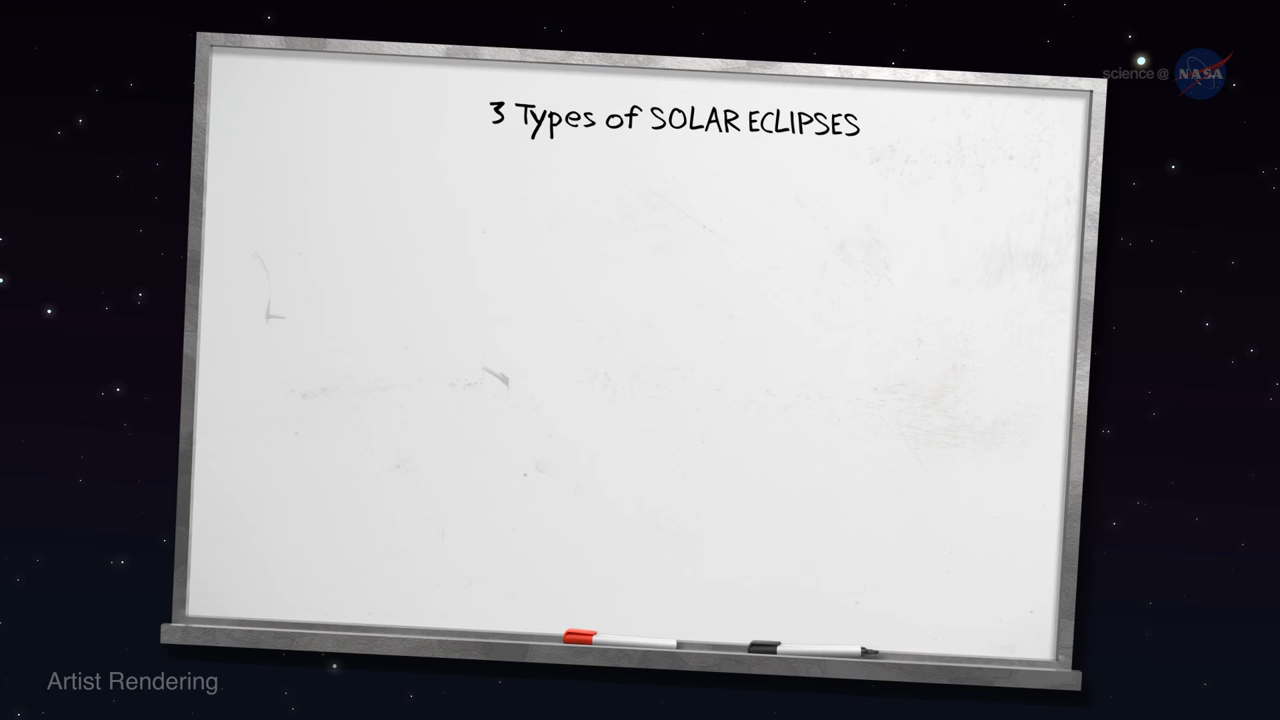 3 Types of SOLAR ECLIPSES
science@ NASA
Artist Rendering